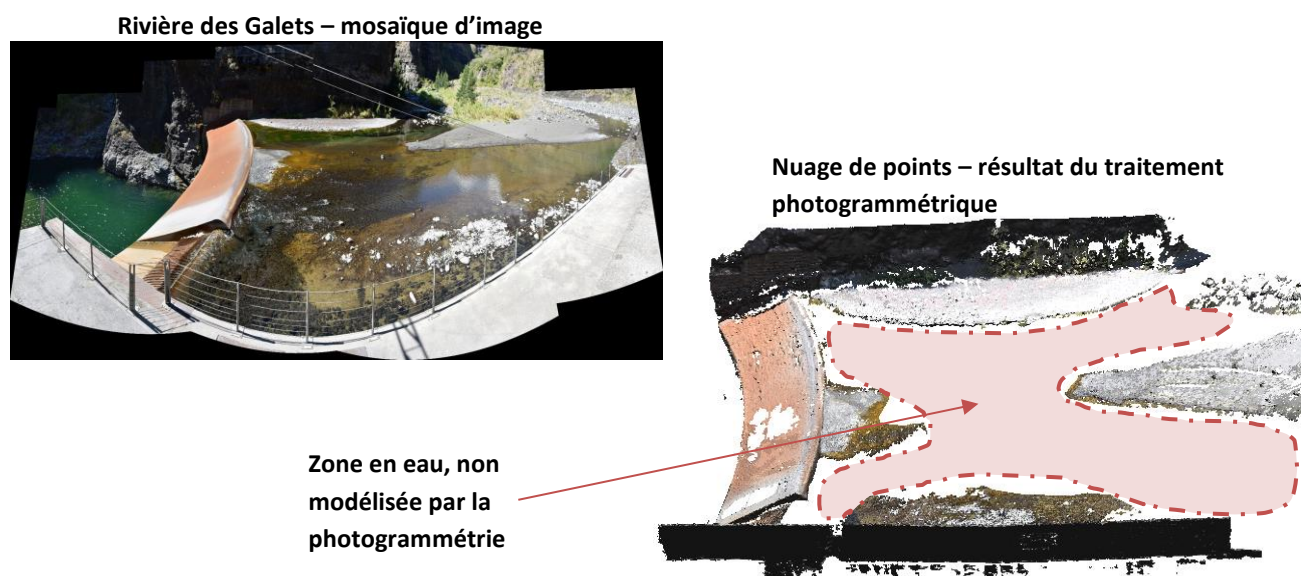 Rivière des Galets – mosaïque d’image
Nuage de points – résultat du traitement
photogrammétrique
Zone en eau, non
modélisée par la
photogrammétrie